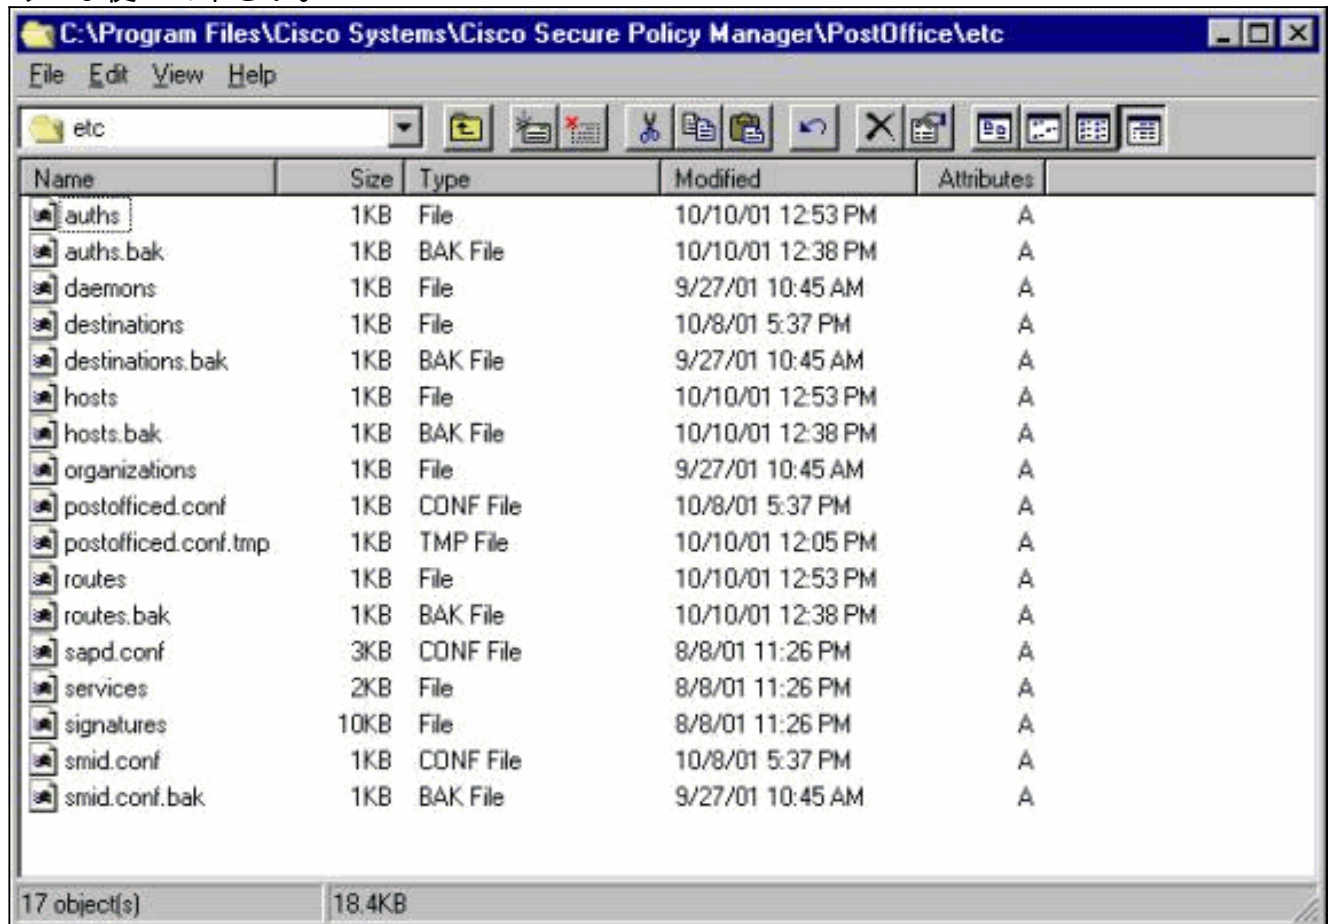 C:\Program Files\Cisco Systems\Cisco Secure Policy Manager\PostOffice\etc
File Edit View Help
etc
Name Size Type Modified Attributes
auths 1KB File 10/10/01 12:53 PM A
auths.bak 1KB BAK File 10/10/01 12:38 PM A
daemons 1KB File 9/27/01 10:45 AM A
destinations 1KB File 10/8/01 5:37 PM A
destinations.bak 1KB BAK File 9/27/01 10:45 AM A
hosts 1KB File 10/10/01 12:53 PM A
hosts.bak 1KB BAK File 10/10/01 12:38 PM A
organizations 1KB File 9/27/01 10:45 AM A
postofficed.conf 1KB CONF File 10/8/01 5:37 PM A
postofficed.conf.tmp 1KB TMP File 10/10/01 12:05 PM A
routes 1KB File 10/10/01 12:53 PM A
routes.bak 1KB BAK File 10/10/01 12:38 PM A
sapd.conf 3KB CONF File 8/8/01 11:26 PM A
services 2KB File 8/8/01 11:26 PM A
signatures 10KB File 8/8/01 11:26 PM A
smid.conf 1KB CONF File 10/8/01 5:37 PM A
smid.conf.bak 1KB BAK File 9/27/01 10:45 AM A
17 object(s) 18.4KB